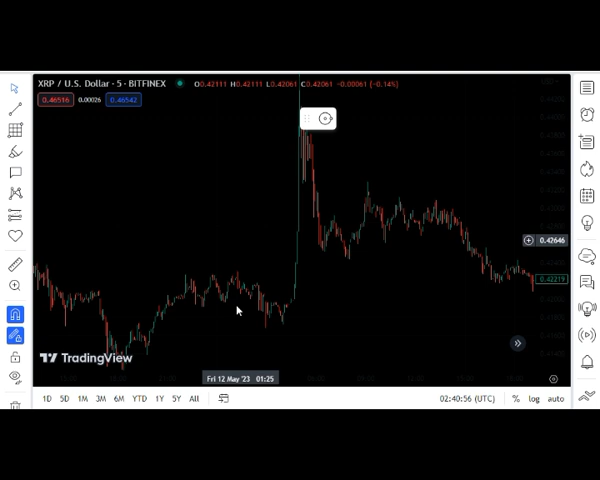 XRP / U.S. Dollar · 5 · BITFINEX O0.42111 H0.42111 L0.42061 C0.42061 -0.00061 (-0.14%)
0.46516 0.00026 0.46542
0.42646
0.42219
TradingView
Fri 12 May '23 01:25
1D 5D 1M 3M 6M YTD 1Y 5Y All 02:40:56 (UTC) % log auto